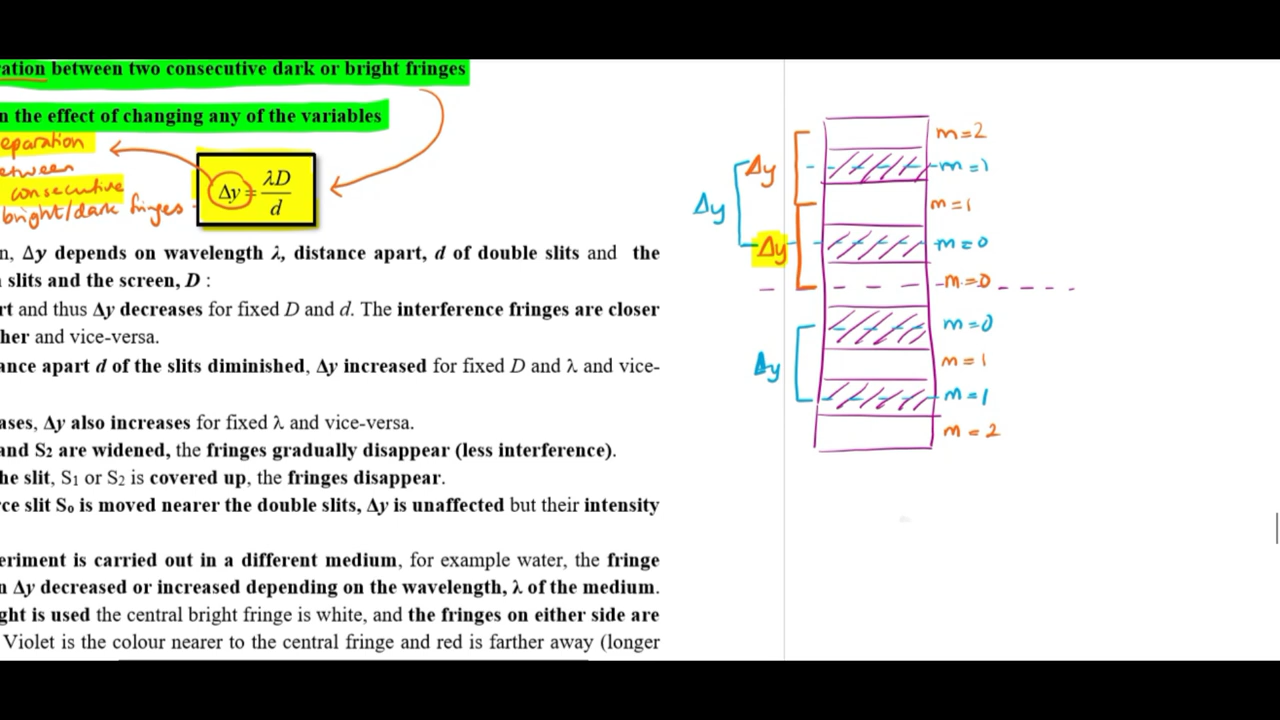 ation between two consecutive dark or bright fringes
n the effect of changing any of the variables
eparation
etween
consecutive
bright/dark fringes
Δy = λD/d
n, Δy depends on wavelength λ, distance apart, d of double slits and the
slits and the screen, D :
rt and thus Δy decreases for fixed D and d. The interference fringes are closer
her and vice-versa.
ance apart d of the slits diminished, Δy increased for fixed D and λ and vice-
ases, Δy also increases for fixed λ and vice-versa.
and S2 are widened, the fringes gradually disappear (less interference).
he slit, S1 or S2 is covered up, the fringes disappear.
ce slit So is moved nearer the double slits, Δy is unaffected but their intensity
eriment is carried out in a different medium, for example water, the fringe
n Δy decreased or increased depending on the wavelength, λ of the medium.
ght is used the central bright fringe is white, and the fringes on either side are
Violet is the colour nearer to the central fringe and red is farther away (longer
m=2
Δy m=1
Δy m=1
Δy m=0
m=0
m=0
Δy m=1
m=1
m=2